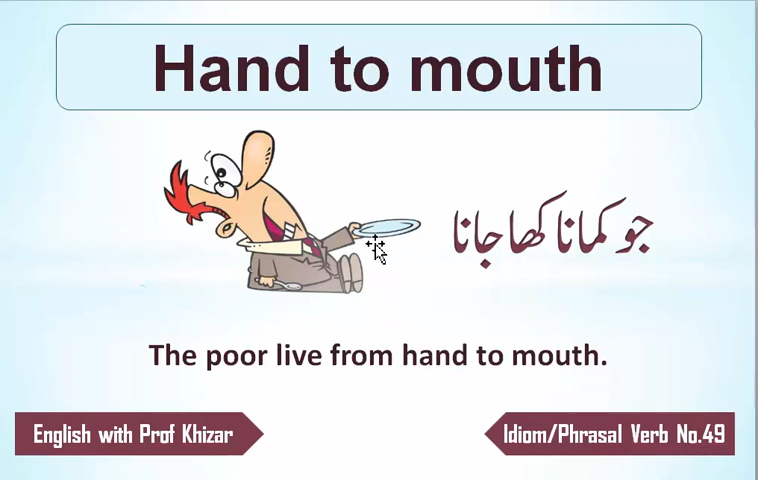 Hand to mouth
جو کمانا کھا جانا
The poor live from hand to mouth.
English with Prof Khizar
Idiom/Phrasal Verb No.49